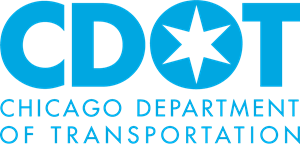 CDOT
CHICAGO DEPARTMENT
OF TRANSPORTATION